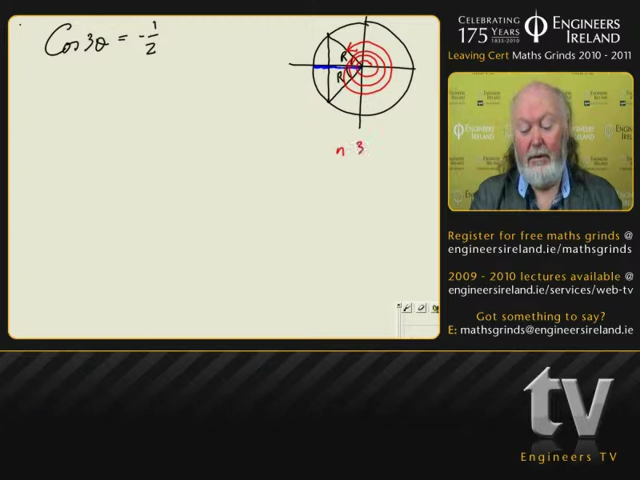 Cos3θ = -1/2
R
R
n 3
CELEBRATING
175 YEARS
1835-2010
ENGINEERS
IRELAND
Leaving Cert Maths Grinds 2010 - 2011
Register for free maths grinds @
engineersireland.ie/mathsgrinds
2009 - 2010 lectures available @
engineersireland.ie/services/web-tv
Got something to say?
E: mathsgrinds@engineersireland.ie
tv
Engineers TV